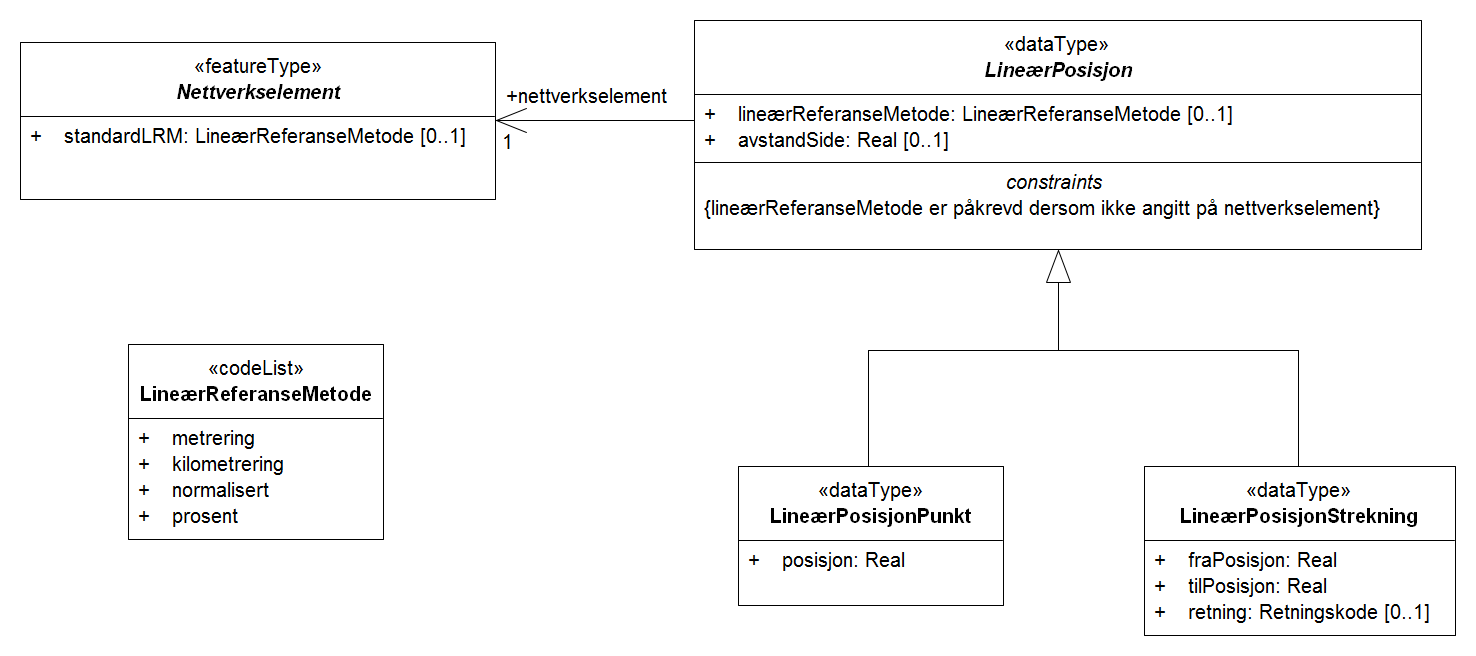 «featureType»
Nettverkselement
+ standardLRM: LineærReferanseMetode [0..1]
+nettverkselement
1
«dataType»
LineærPosisjon
+ lineærReferanseMetode: LineærReferanseMetode [0..1]
+ avstandSide: Real [0..1]
constraints
{lineærReferanseMetode er påkrevd dersom ikke angitt på nettverkselement}
«codeList»
LineærReferanseMetode
+ metrering
+ kilometrering
+ normalisert
+ prosent
«dataType»
LineærPosisjonPunkt
+ posisjon: Real
«dataType»
LineærPosisjonStrekning
+ fraPosisjon: Real
+ tilPosisjon: Real
+ retning: Retningskode [0..1]